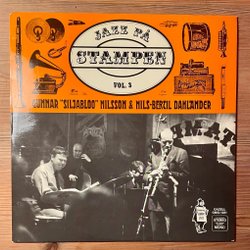 JAZZ PÅ
STAMPEN
VOL. 3
GUNNAR "SILJABLOO" NILSSON & NILS-BERTIL DAHLANDER